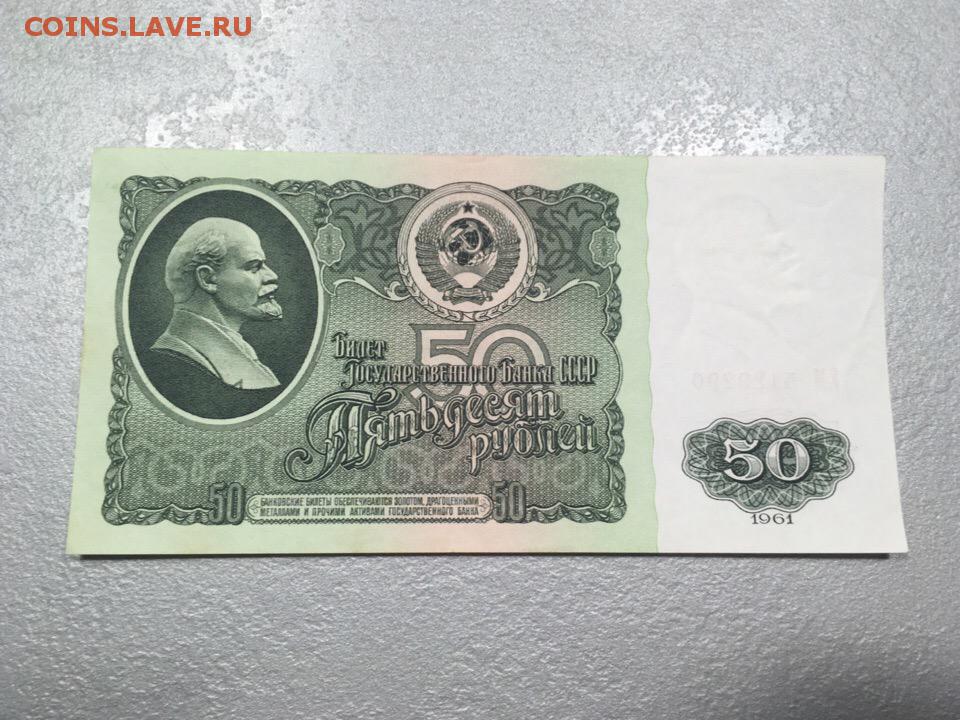 COINS.LAVE.RU
Билет
Государственного Банка СССР
50
Пятьдесят
рублей
50
БАНКОВСКИЕ БИЛЕТЫ ОБЕСПЕЧИВАЮТСЯ ЗОЛОТОМ, ДРАГОЦЕННЫМИ
МЕТАЛЛАМИ И ПРОЧИМИ АКТИВАМИ ГОСУДАРСТВЕННОГО БАНКА
50
50
1961